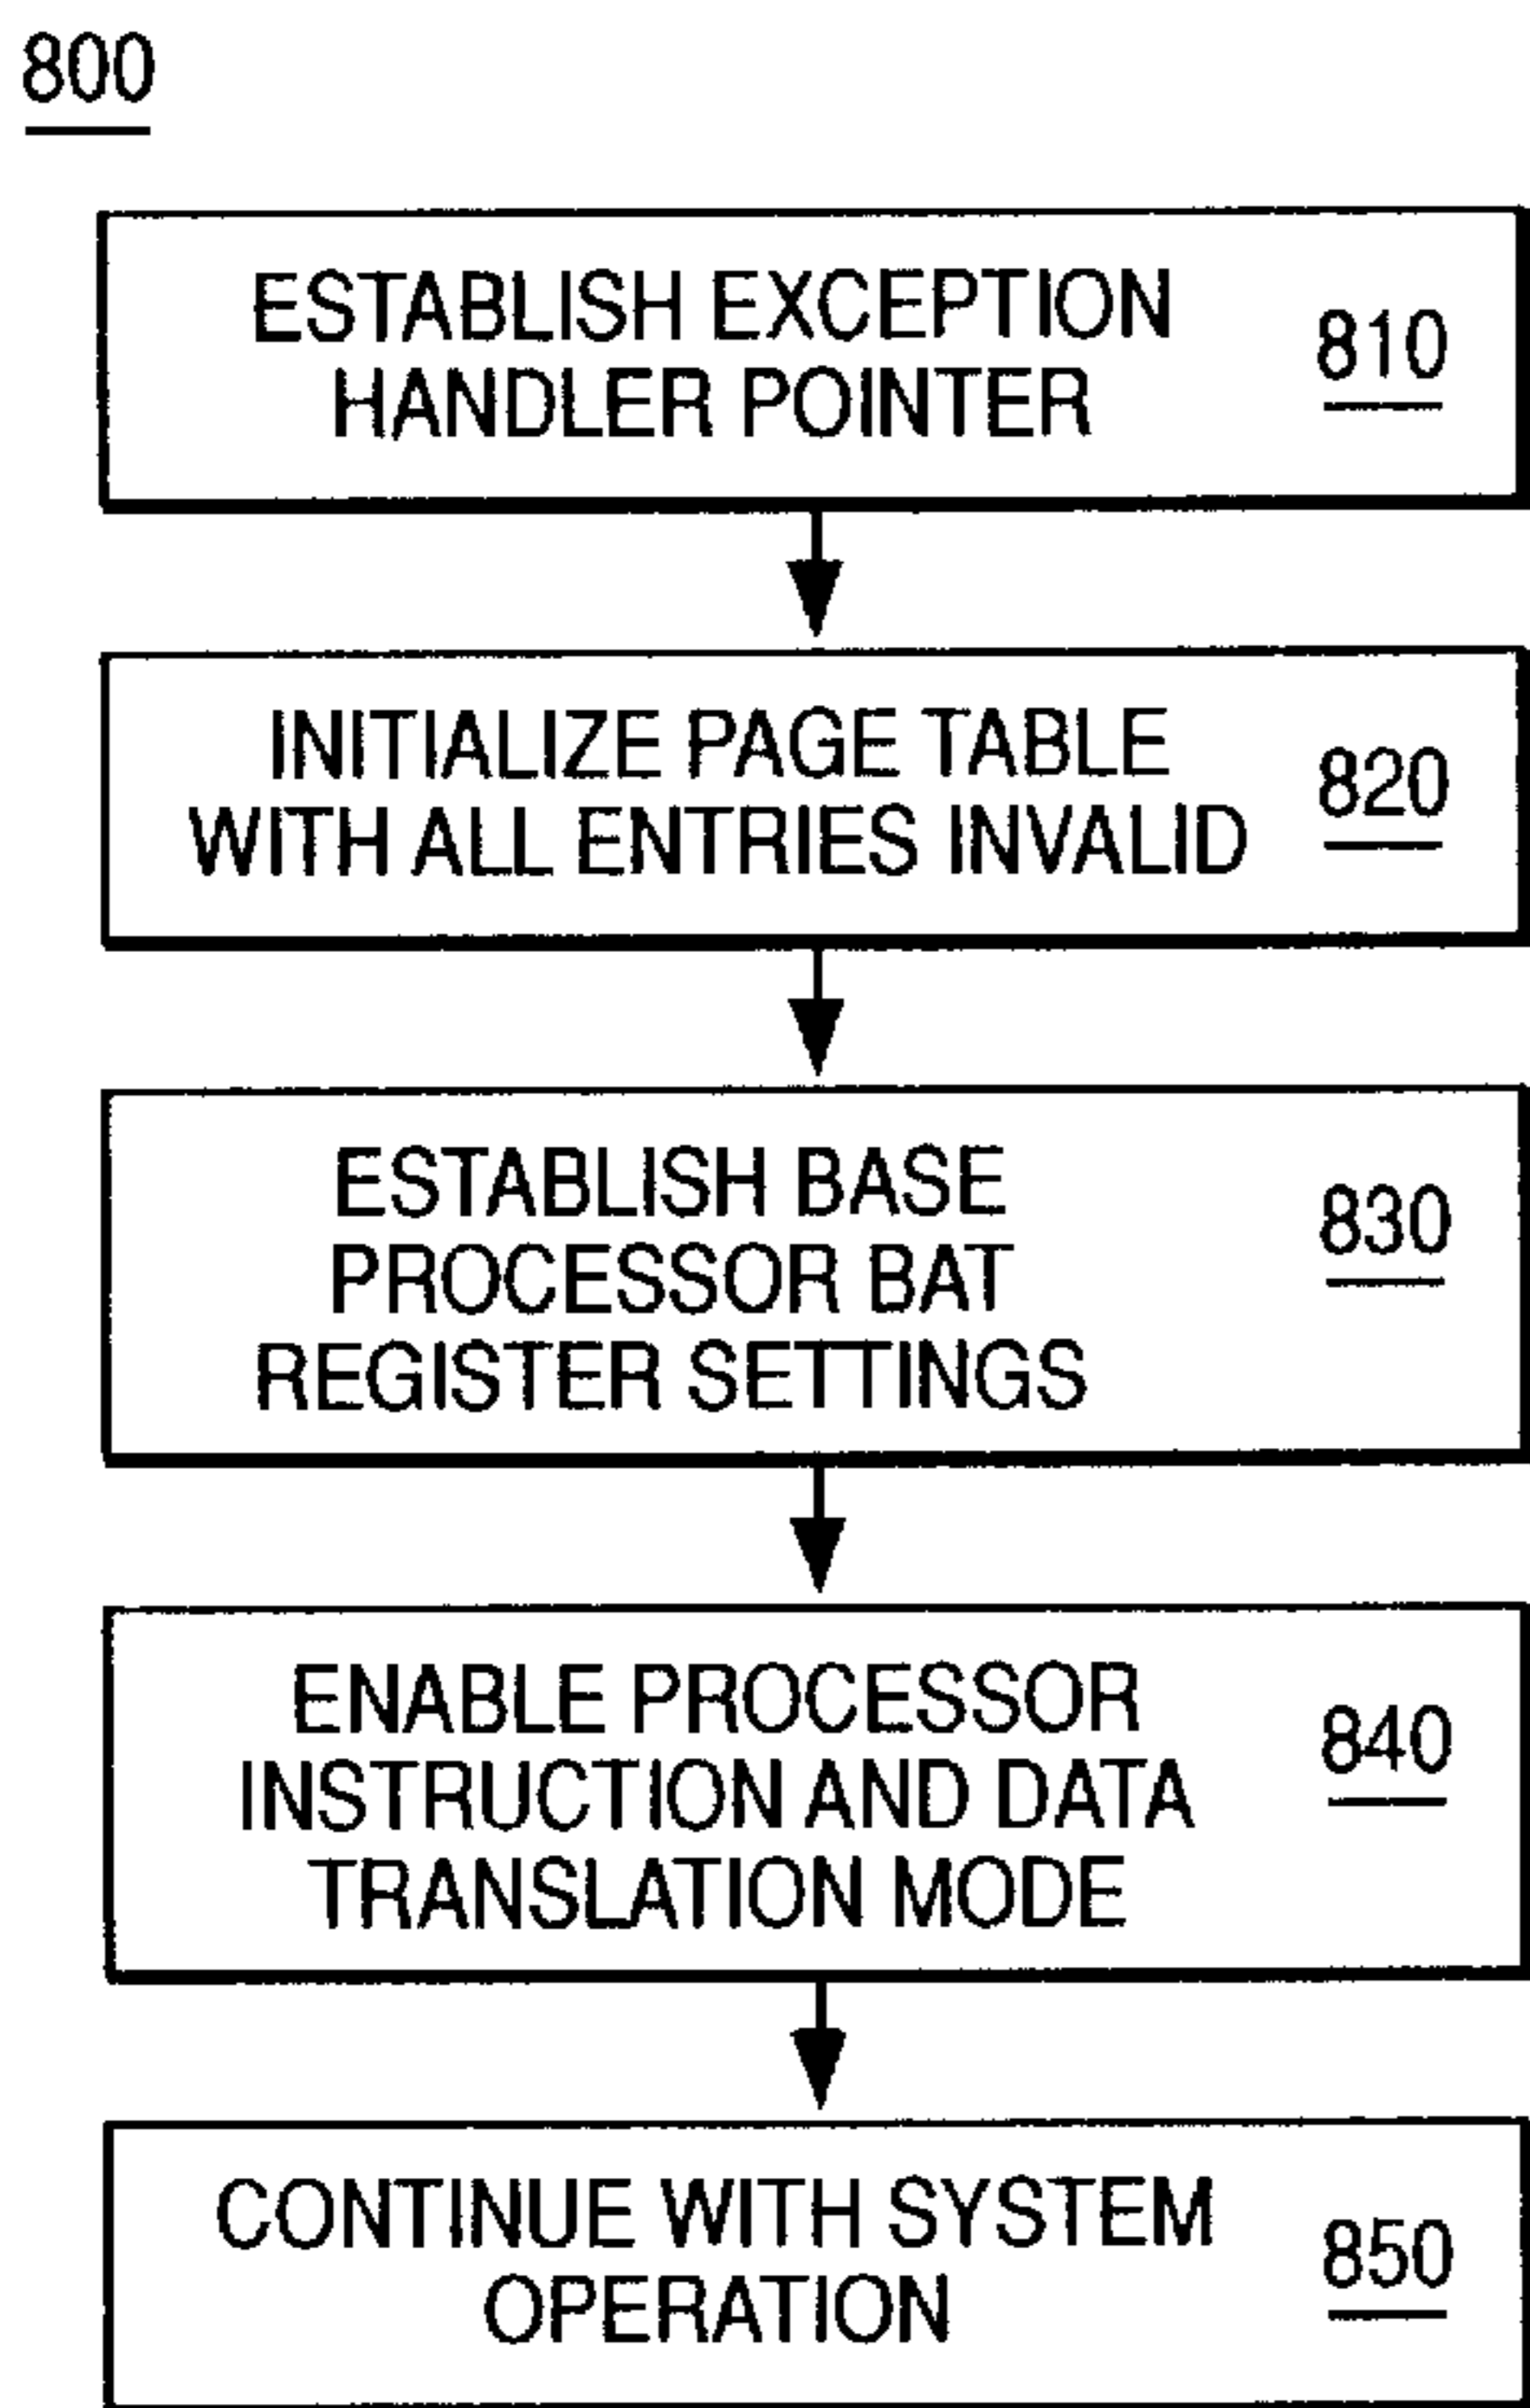 800
ESTABLISH EXCEPTION
HANDLER POINTER
810
INITIALIZE PAGE TABLE
WITH ALL ENTRIES INVALID
820
ESTABLISH BASE
PROCESSOR BAT
REGISTER SETTINGS
830
ENABLE PROCESSOR
INSTRUCTION AND DATA
TRANSLATION MODE
840
CONTINUE WITH SYSTEM
OPERATION
850